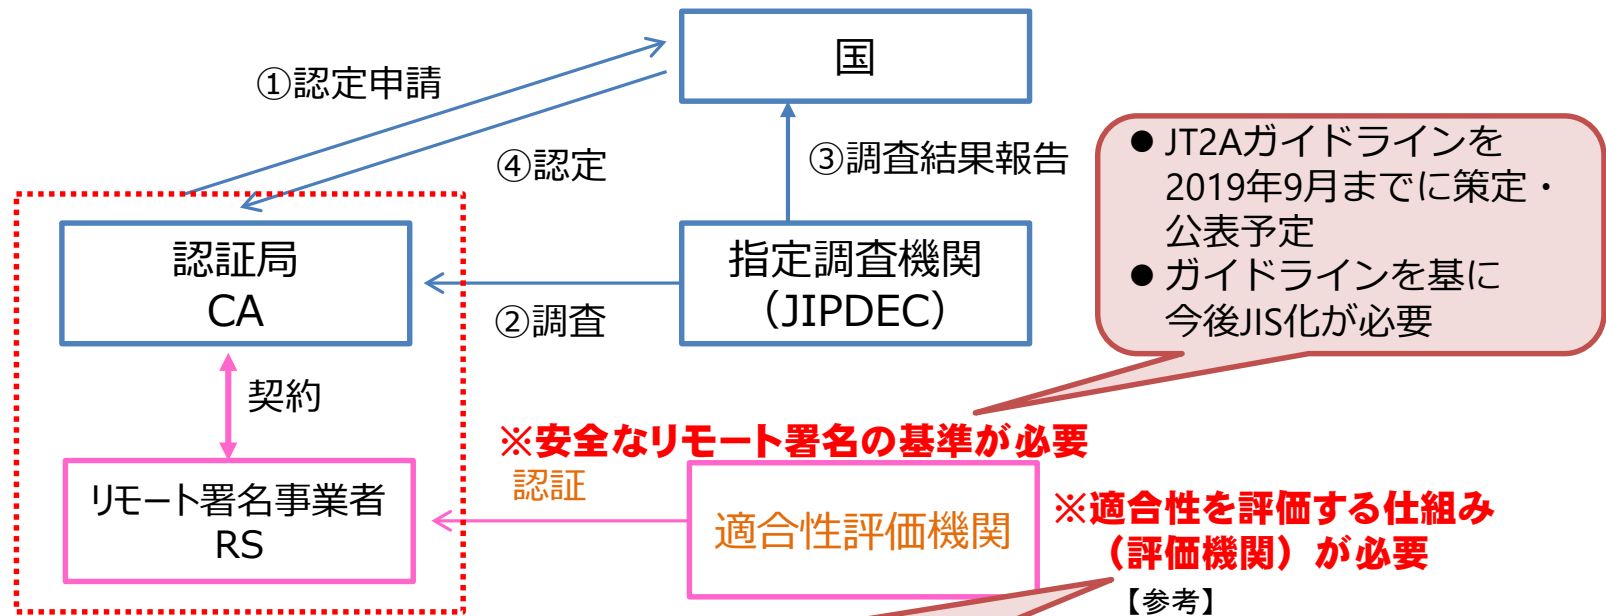 国
①認定申請
④認定
③調査結果報告
● JT2Aガイドラインを
2019年9月までに策定・
公表予定
● ガイドラインを基に
今後JIS化が必要
認証局
CA
指定調査機関
（JIPDEC）
②調査
契約
※安全なリモート署名の基準が必要
認証
リモート署名事業者
RS
適合性評価機関
※適合性を評価する仕組み
（評価機関）が必要
【参考】